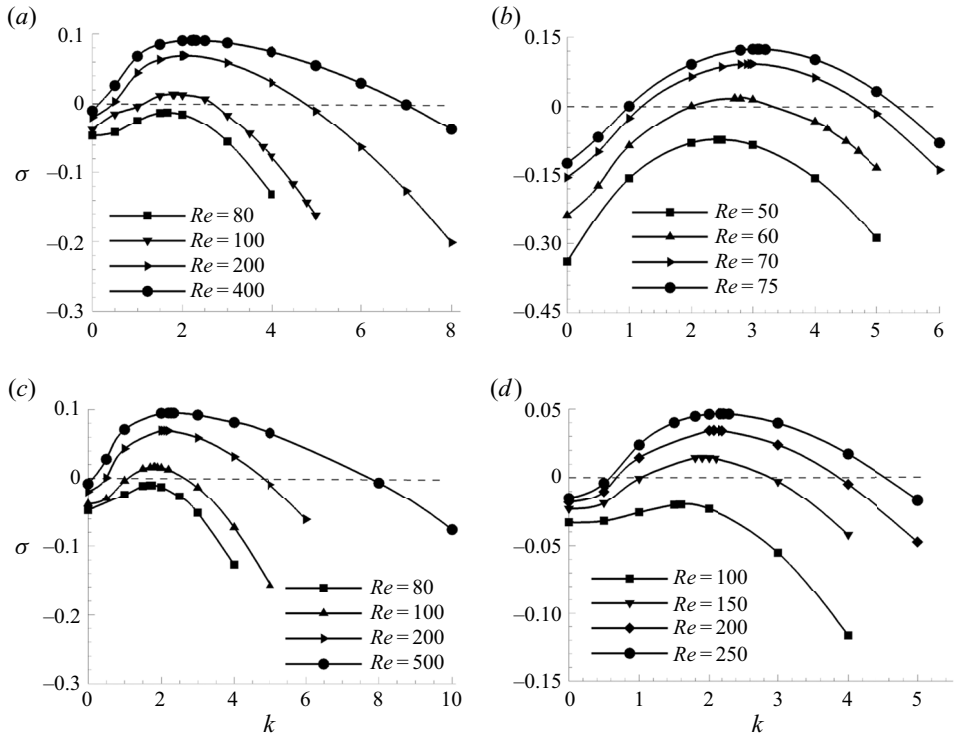 (a)
0.1
0
–0.1
–0.2
–0.3
σ
Re = 80
Re = 100
Re = 200
Re = 400
0 2 4 6 8
(b)
0.15
0
–0.15
–0.30
–0.45
Re = 50
Re = 60
Re = 70
Re = 75
0 1 2 3 4 5 6
(c)
0.1
0
–0.1
–0.2
–0.3
σ
Re = 80
Re = 100
Re = 200
Re = 500
0 2 4 6 8 10
k
(d)
0.05
0
–0.05
–0.10
–0.15
Re = 100
Re = 150
Re = 200
Re = 250
0 1 2 3 4 5
k